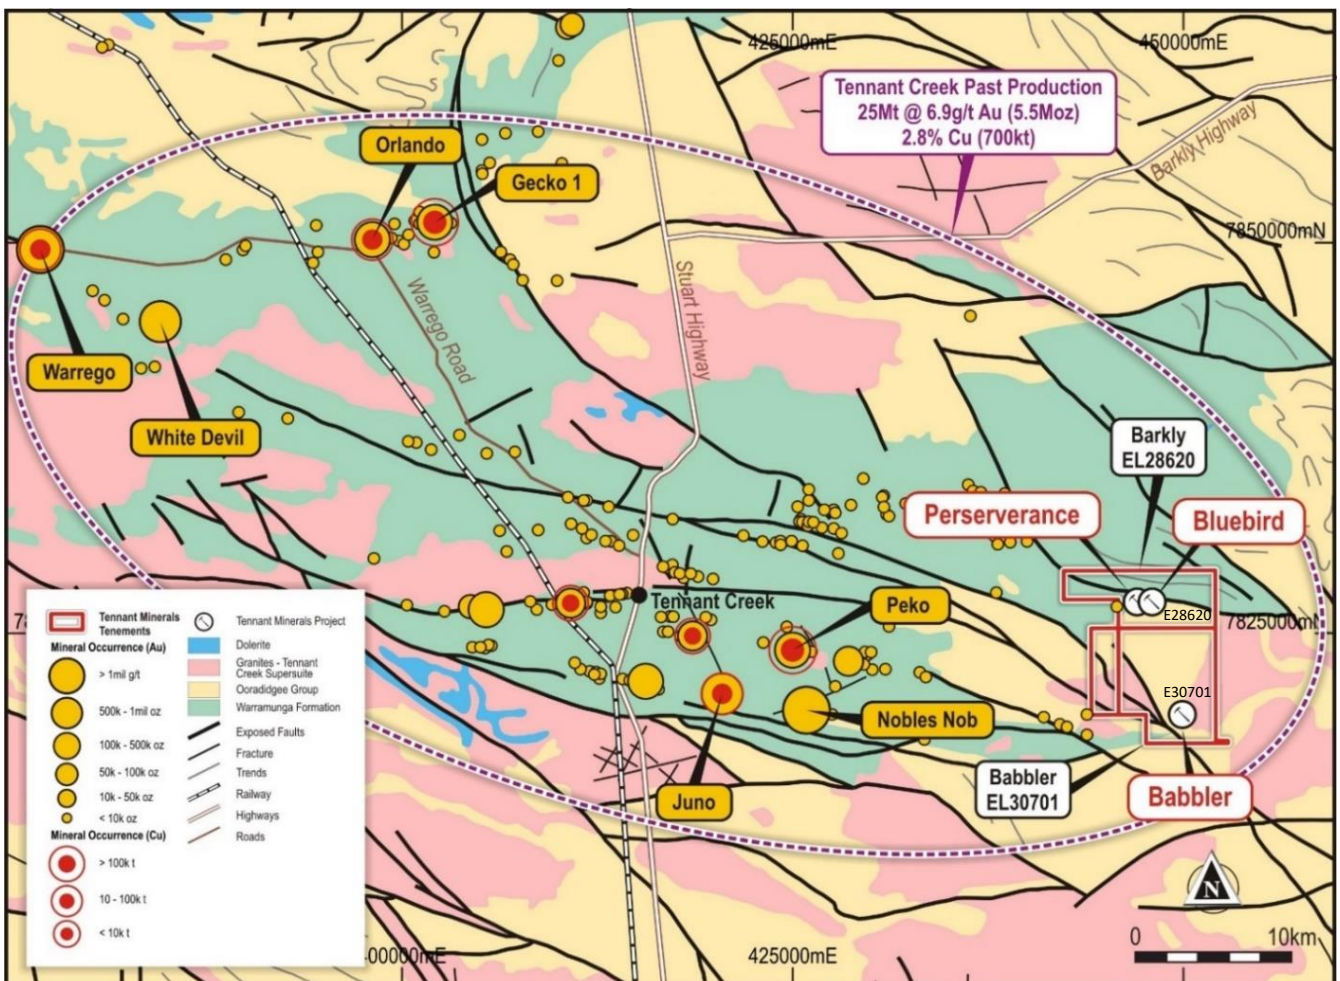 425000mE
450000mE
Tennant Creek Past Production
25Mt @ 6.9g/t Au (5.5Moz)
2.8% Cu (700kt)
Barkly Highway
Orlando
Gecko 1
7850000mN
Stuart Highway
Warrego Road
Warrego
White Devil
Barkly
EL28620
Perserverance
Bluebird
Tennant Creek
Peko
E28620
7825000mN
E30701
Nobles Nob
Juno
Babbler
EL30701
Babbler
Tennant Minerals
Tenements
Mineral Occurrence (Au)
> 1mil g/t
500k - 1mil oz
100k - 500k oz
50k - 100k oz
10k - 50k oz
< 10k oz
Mineral Occurrence (Cu)
> 100k t
10 - 100k t
< 10k t
Tennant Minerals Project
Dolerite
Granites - Tennant
Creek Supersuite
Ooradidgee Group
Warramunga Formation
Exposed Faults
Fracture
Trends
Railway
Highways
Roads
N
0 10km
425000mE